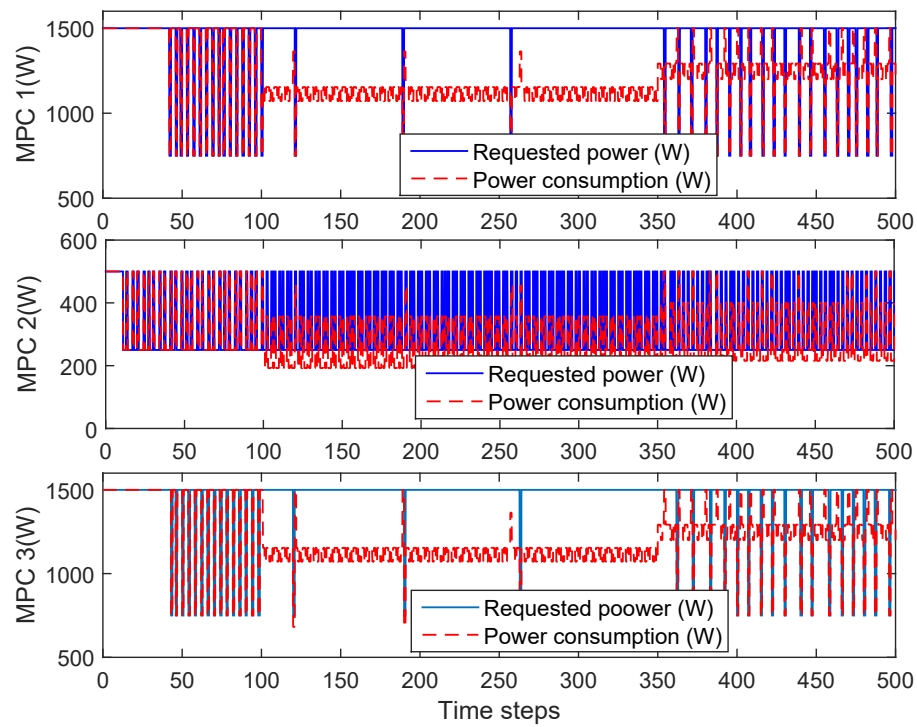 MPC 1(W)
1500
1000
500
Requested power (W)
Power consumption (W)
0 50 100 150 200 250 300 350 400 450 500
MPC 2(W)
600
400
200
0
Requested power (W)
Power consumption (W)
0 50 100 150 200 250 300 350 400 450 500
MPC 3(W)
1500
1000
500
Requested poower (W)
Power consumption (W)
0 50 100 150 200 250 300 350 400 450 500
Time steps